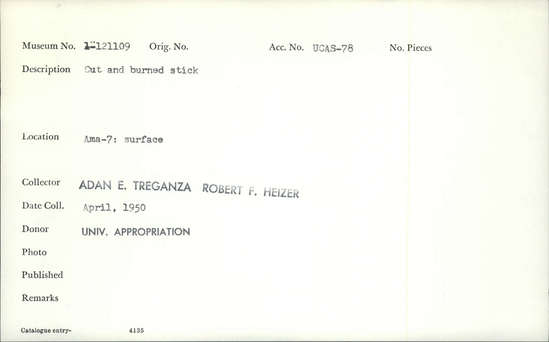 Museum No. 1-121109 Orig. No. Acc. No. UCAS-78 No. Pieces
Description Cut and burned stick
Location Ama-7: surface
Collector ADAN E. TREGANZA ROBERT F. HEIZER
Date Coll. April, 1950
Donor UNIV. APPROPRIATION
Photo
Published
Remarks
Catalogue entry- 4135